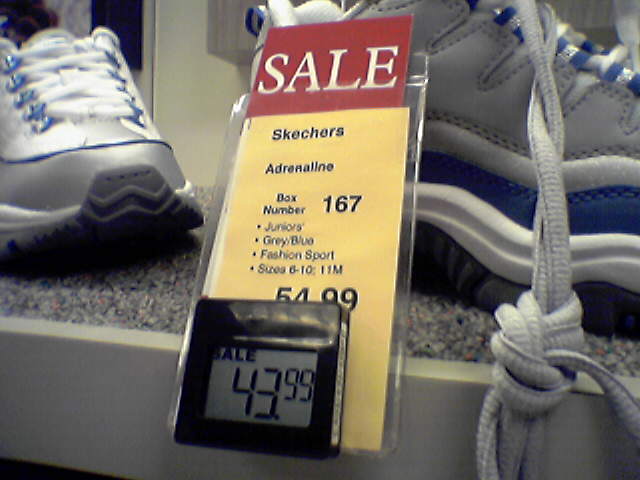 SALE
Skechers
Adrenaline
Box
Number 167
• Juniors'
• Grey/Blue
• Fashion Sport
• Sizes 6-10; 11M
54.99
SALE
43.99